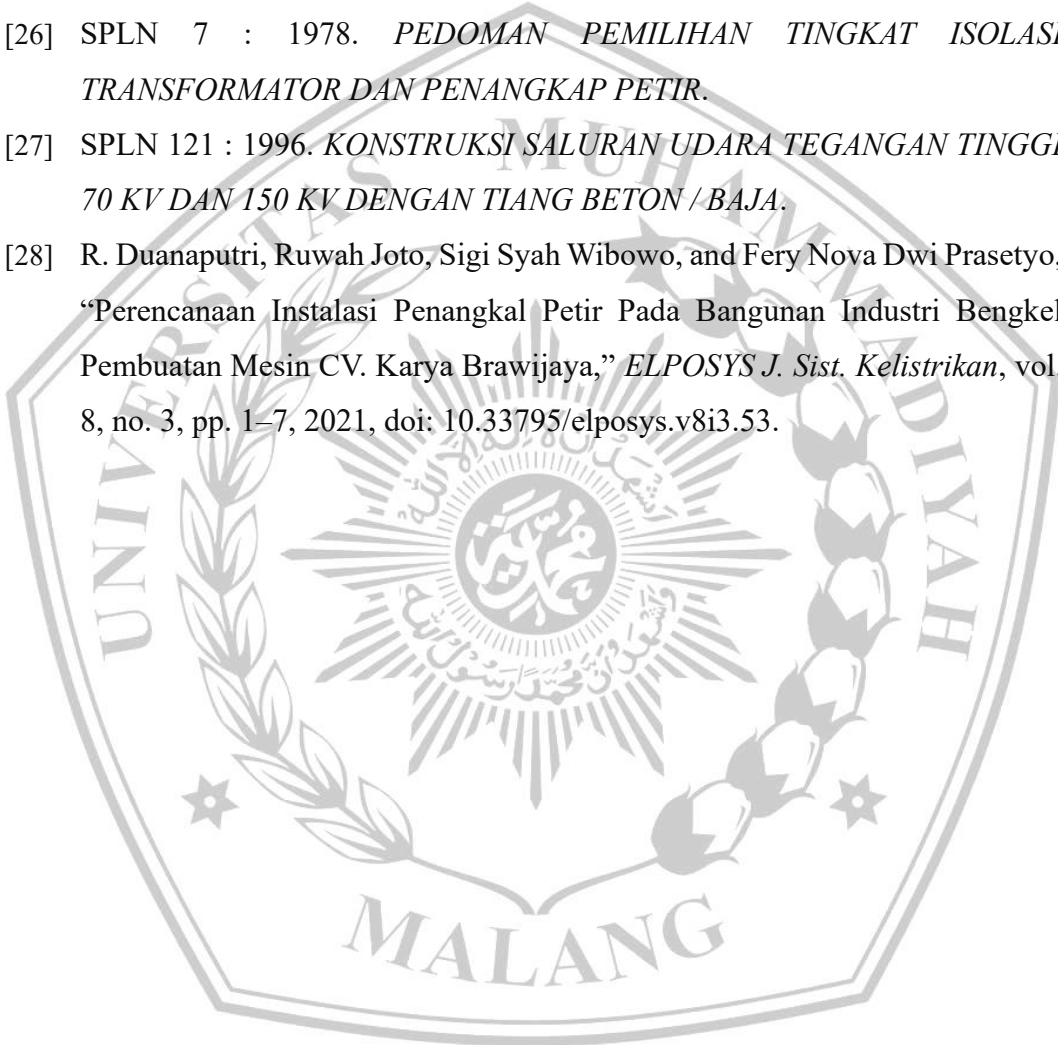 [26] SPLN 7 : 1978. PEDOMAN PEMILIHAN TINGKAT ISOLASI
TRANSFORMATOR DAN PENANGKAP PETIR.
[27] SPLN 121 : 1996. KONSTRUKSI SALURAN UDARA TEGANGAN TINGGI
70 KV DAN 150 KV DENGAN TIANG BETON / BAJA.
[28] R. Duanaputri, Ruwah Joto, Sigi Syah Wibowo, and Fery Nova Dwi Prasetyo,
“Perencanaan Instalasi Penangkal Petir Pada Bangunan Industri Bengkel
Pembuatan Mesin CV. Karya Brawijaya,” ELPOSYS J. Sist. Kelistrikan, vol.
8, no. 3, pp. 1–7, 2021, doi: 10.33795/elposys.v8i3.53.
UNIVERSITAS MUHAMMADIYAH
MALANG